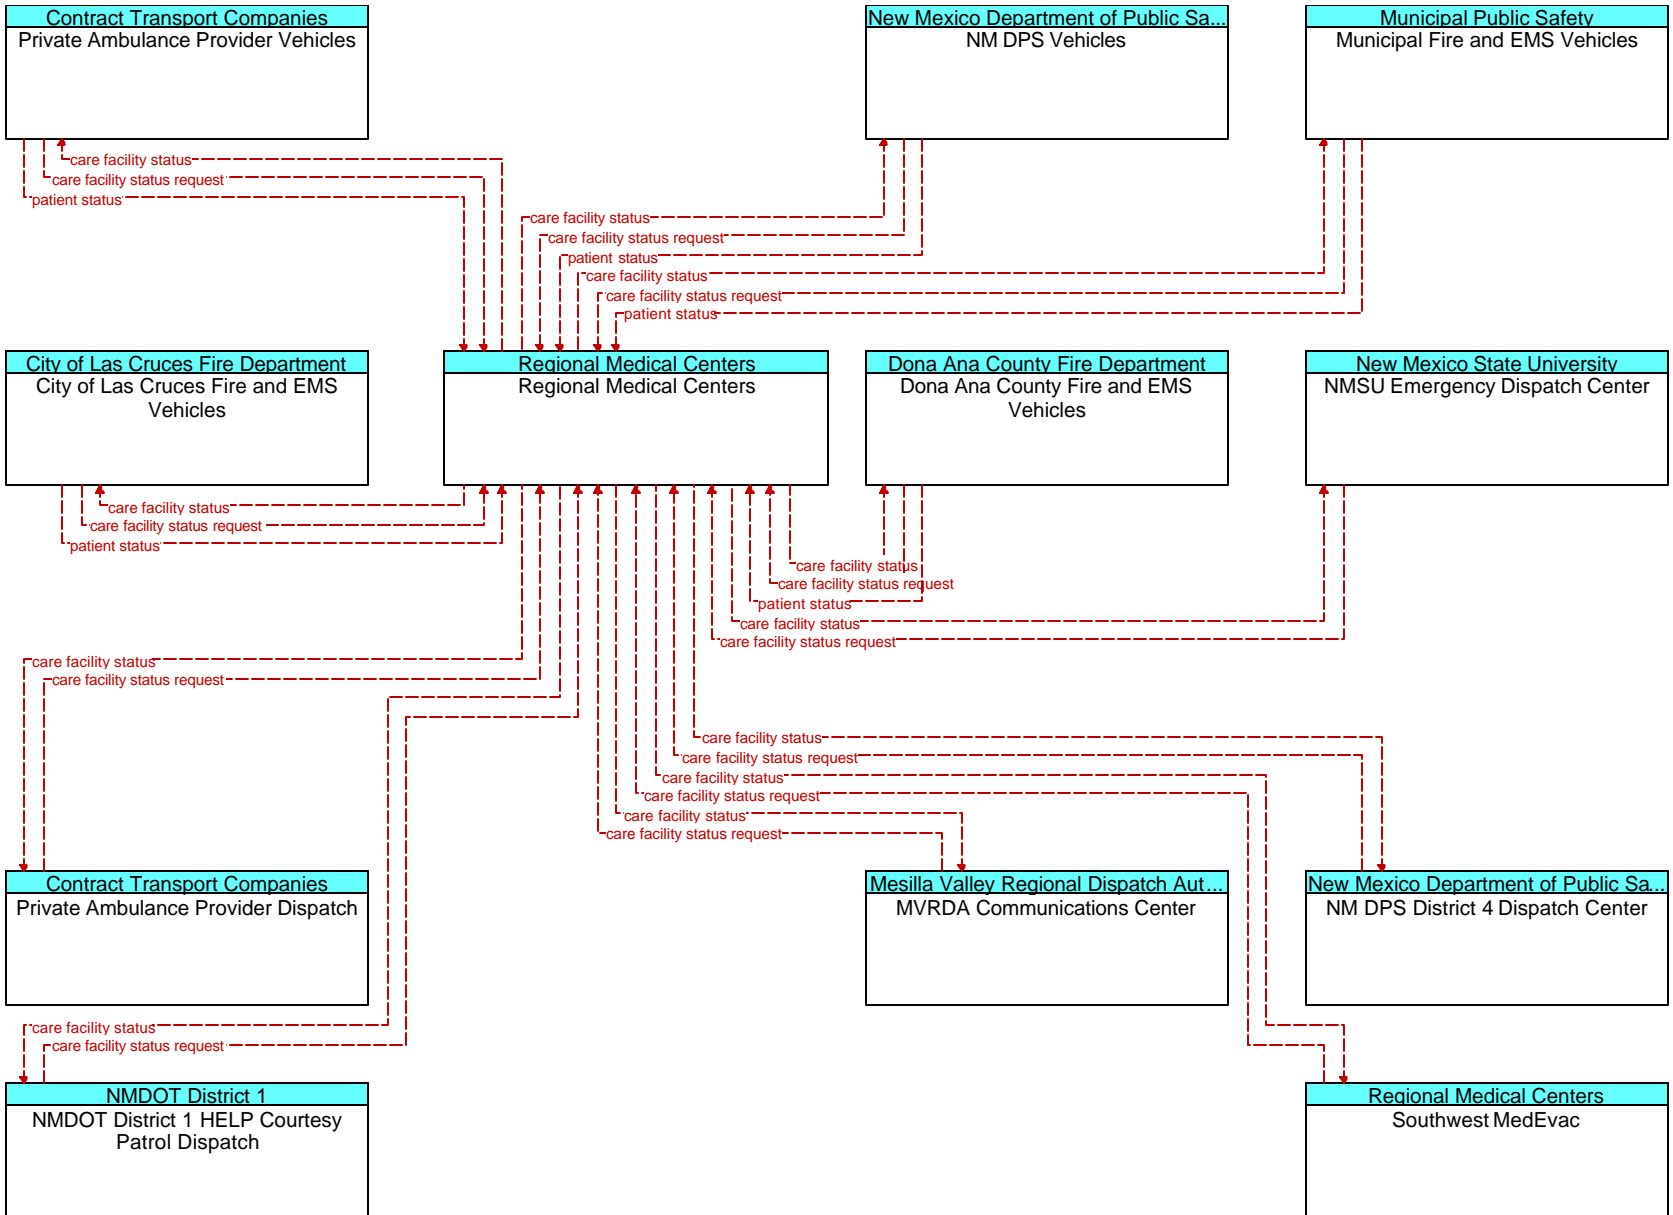 Contract Transport Companies
Private Ambulance Provider Vehicles
New Mexico Department of Public Sa...
NM DPS Vehicles
Municipal Public Safety
Municipal Fire and EMS Vehicles
care facility status
care facility status request
patient status
care facility status
care facility status request
patient status
care facility status
care facility status request
patient status
City of Las Cruces Fire Department
City of Las Cruces Fire and EMS
Vehicles
Regional Medical Centers
Regional Medical Centers
Dona Ana County Fire Department
Dona Ana County Fire and EMS
Vehicles
New Mexico State University
NMSU Emergency Dispatch Center
care facility status
care facility status request
patient status
care facility status
care facility status request
patient status
care facility status
care facility status request
care facility status
care facility status request
care facility status
care facility status request
care facility status
care facility status request
care facility status
care facility status request
Contract Transport Companies
Private Ambulance Provider Dispatch
Mesilla Valley Regional Dispatch Aut...
MVRDA Communications Center
New Mexico Department of Public Sa...
NM DPS District 4 Dispatch Center
care facility status
care facility status request
NMDOT District 1
NMDOT District 1 HELP Courtesy
Patrol Dispatch
Regional Medical Centers
Southwest MedEvac